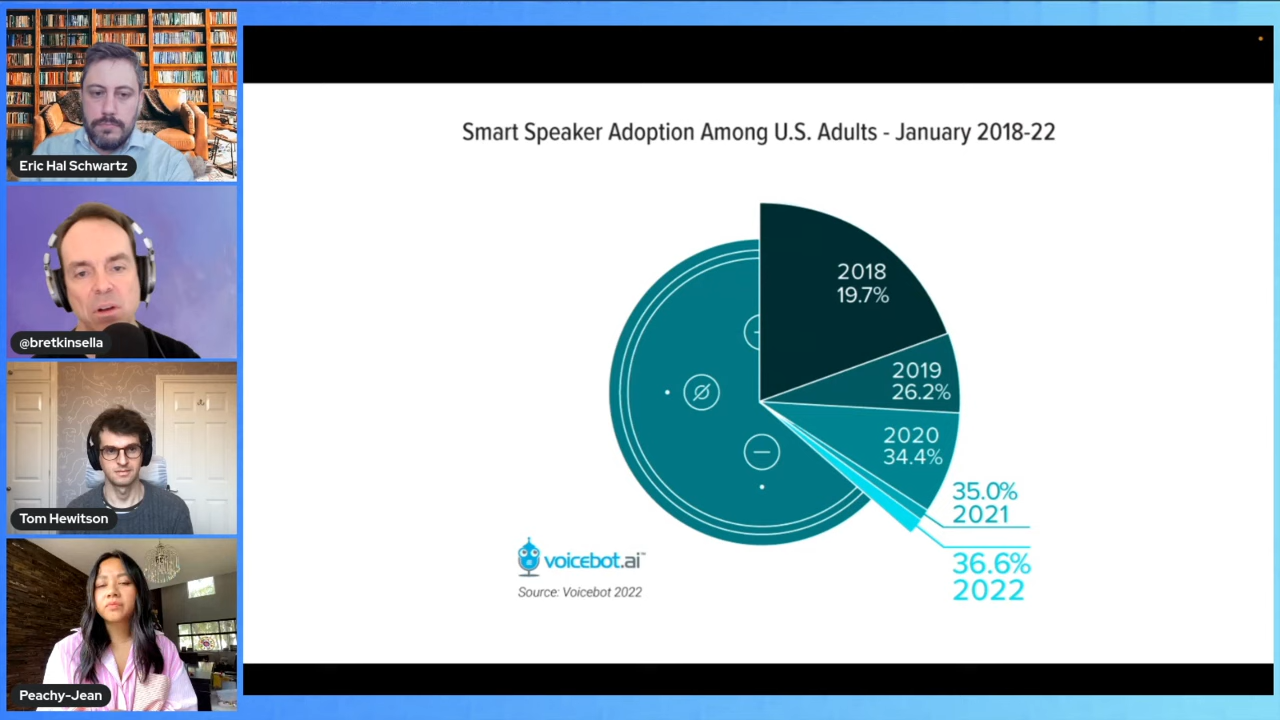 Eric Hal Schwartz
@bretkinsella
Tom Hewitson
Peachy-Jean
Smart Speaker Adoption Among U.S. Adults - January 2018-22
2018
19.7%
2019
26.2%
2020
34.4%
35.0%
2021
36.6%
2022
voicebot.ai™
Source: Voicebot 2022